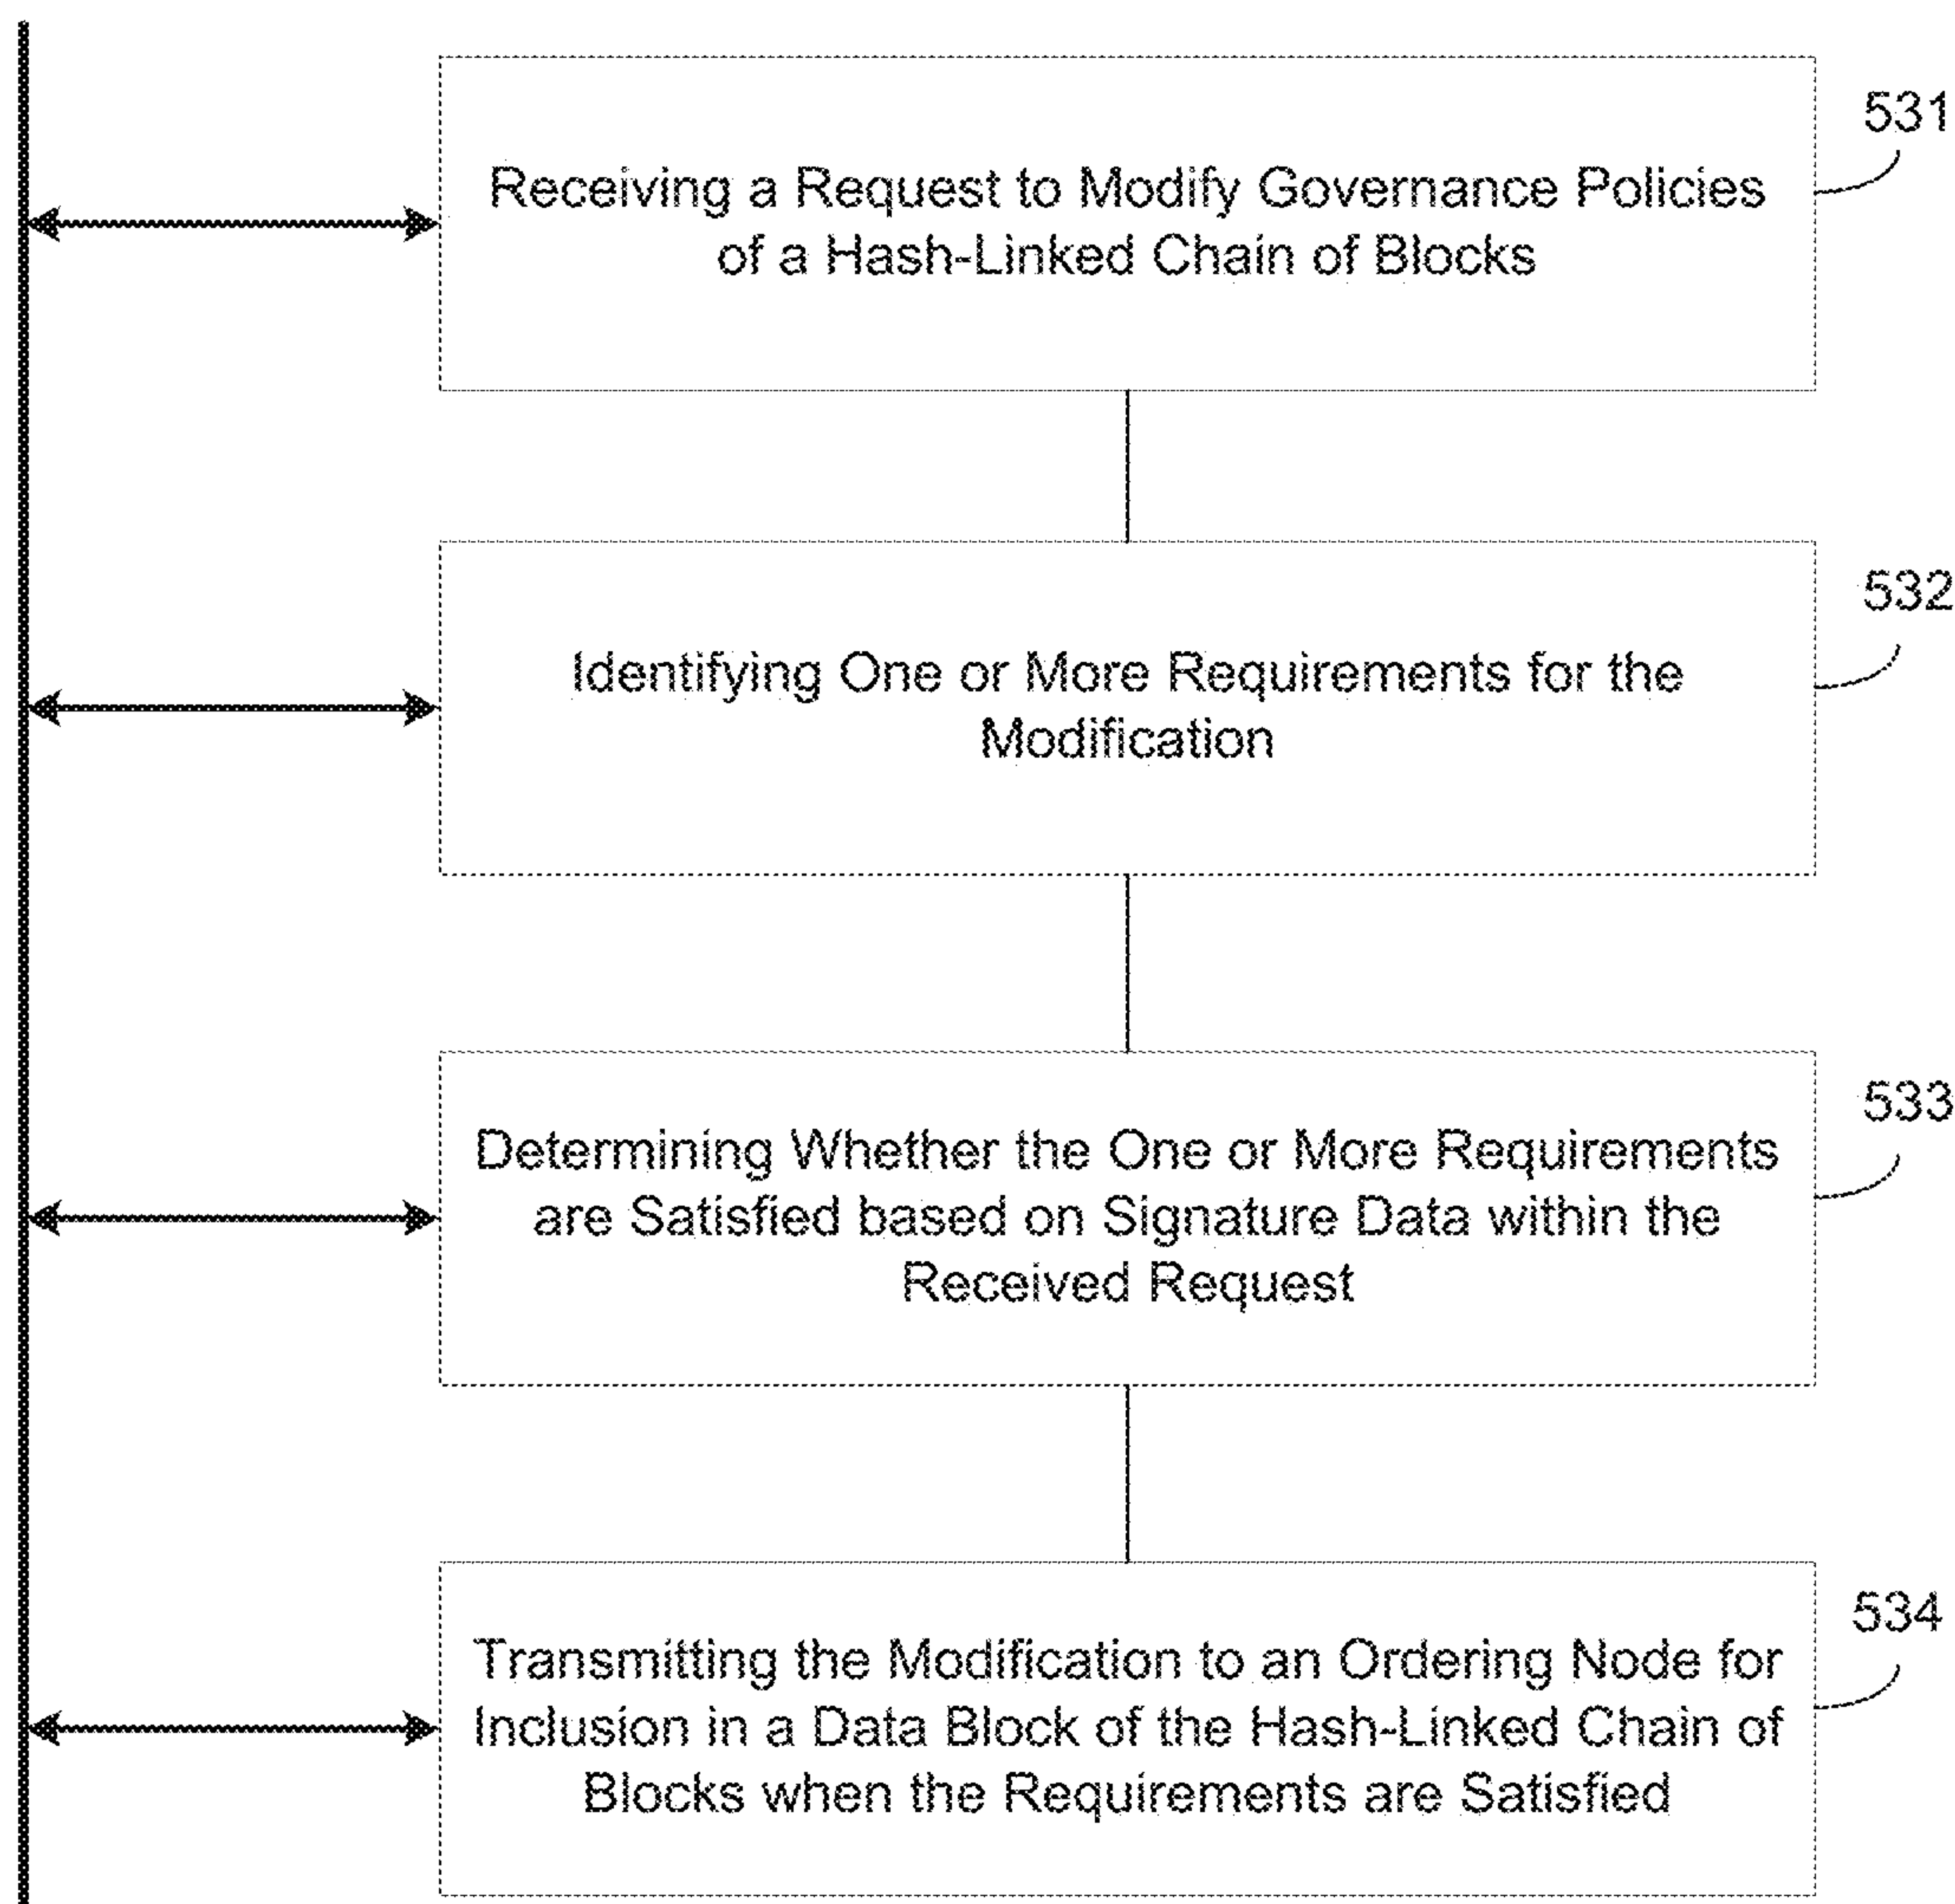 531
Receiving a Request to Modify Governance Policies
of a Hash-Linked Chain of Blocks
532
Identifying One or More Requirements for the
Modification
533
Determining Whether the One or More Requirements
are Satisfied based on Signature Data within the
Received Request
534
Transmitting the Modification to an Ordering Node for
Inclusion in a Data Block of the Hash-Linked Chain of
Blocks when the Requirements are Satisfied